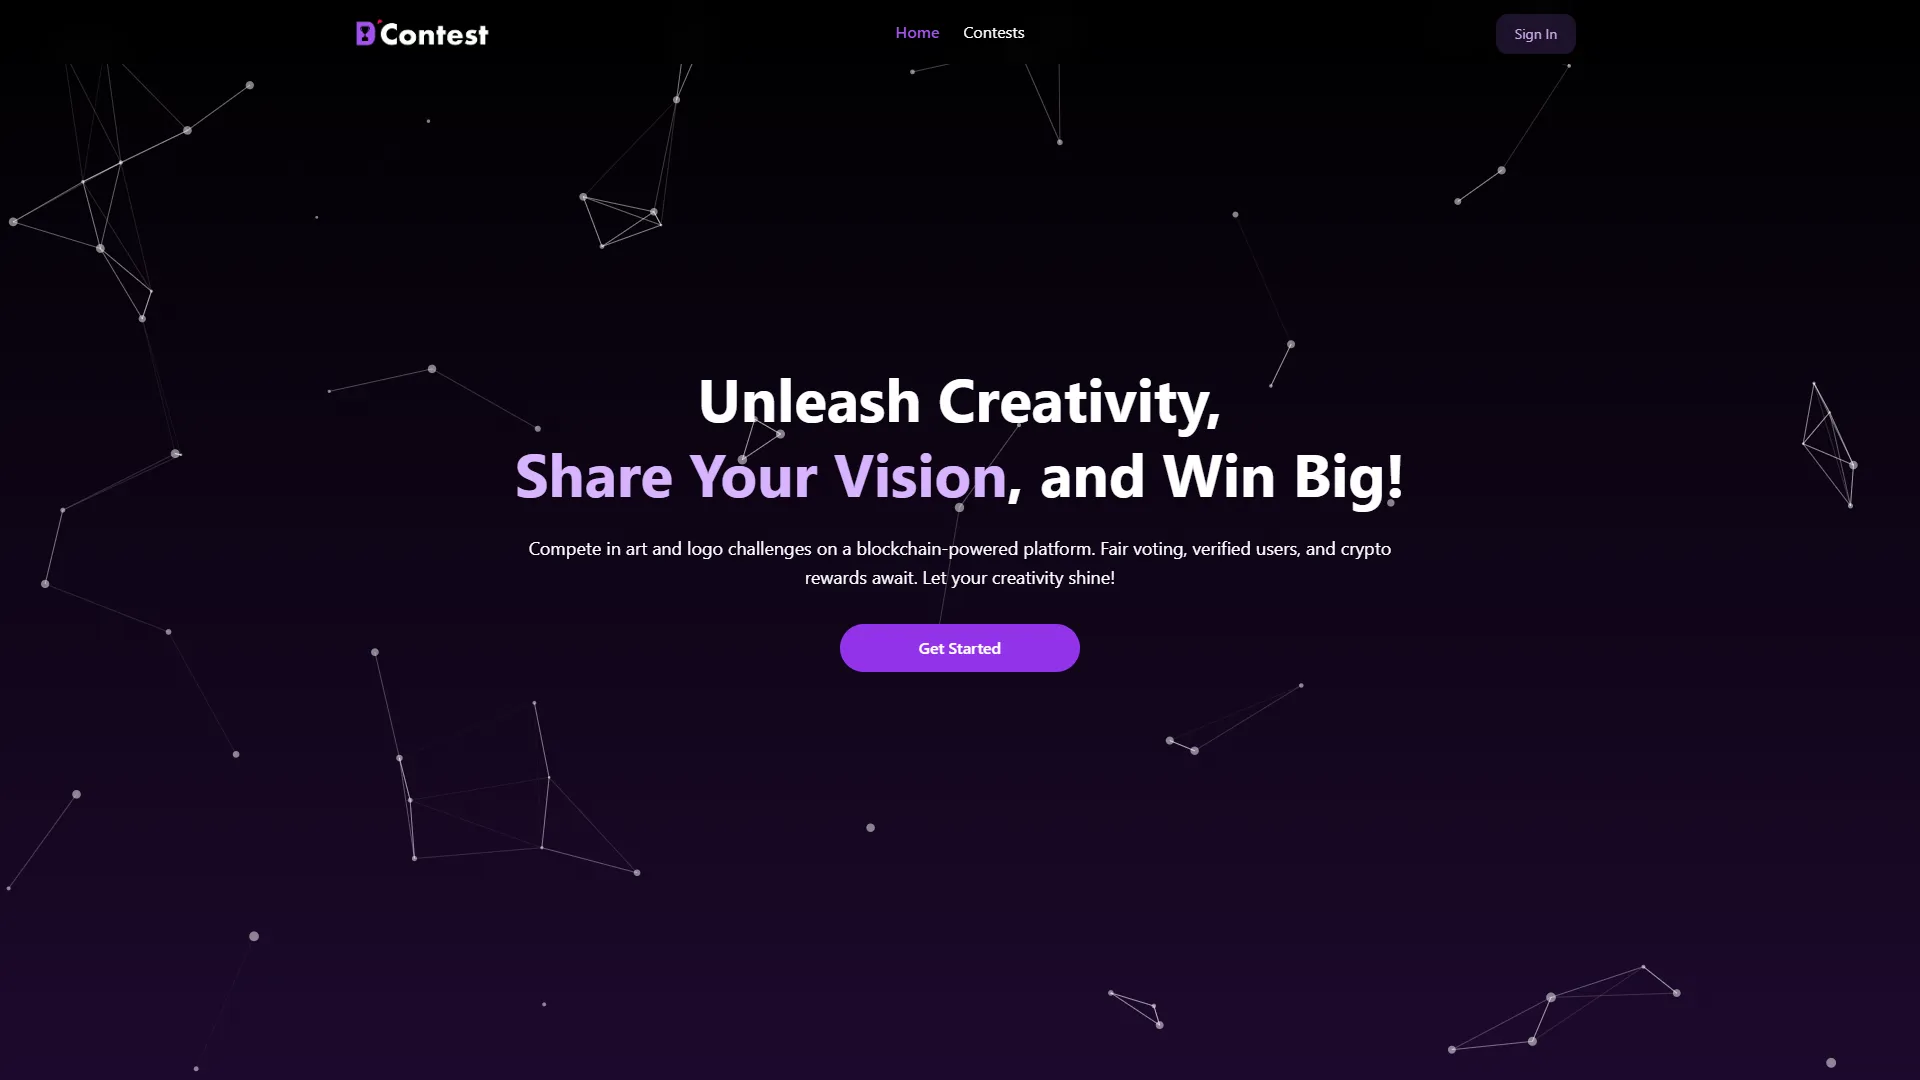 D'Contest
Home
Contests
Sign In
Unleash Creativity,
Share Your Vision, and Win Big!
Compete in art and logo challenges on a blockchain-powered platform. Fair voting, verified users, and crypto
rewards await. Let your creativity shine!
Get Started